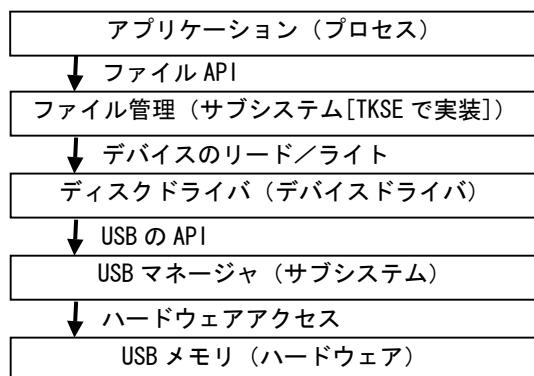 アプリケーション（プロセス）
ファイル API
ファイル管理（サブシステム[TKSE で実装]）
デバイスのリード／ライト
ディスクドライバ（デバイスドライバ）
USB の API
USB マネージャ（サブシステム）
ハードウェアアクセス
USB メモリ（ハードウェア）